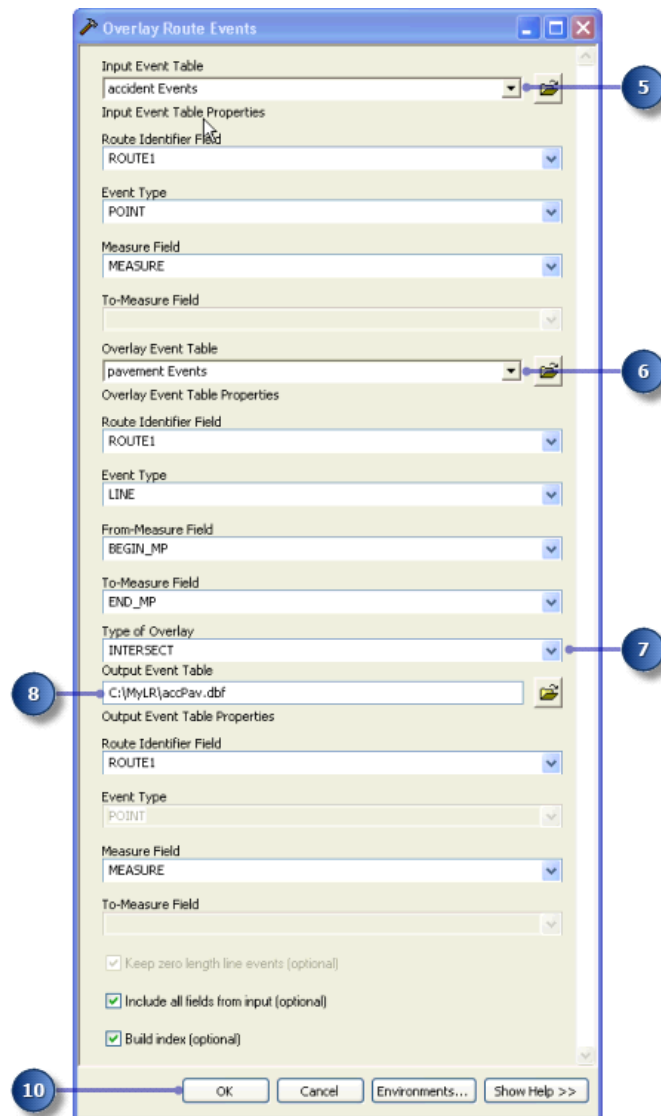 Overlay Route Events
Input Event Table
accident Events
5
Input Event Table Properties
Route Identifier Field
ROUTE1
Event Type
POINT
Measure Field
MEASURE
To-Measure Field
Overlay Event Table
pavement Events
6
Overlay Event Table Properties
Route Identifier Field
ROUTE1
Event Type
LINE
From-Measure Field
BEGIN_MP
To-Measure Field
END_MP
Type of Overlay
INTERSECT
7
Output Event Table
8
C:\MyLR\accPav.dbf
Output Event Table Properties
Route Identifier Field
ROUTE1
Event Type
POINT
Measure Field
MEASURE
To-Measure Field
Keep zero length line events (optional)
Include all fields from input (optional)
Build index (optional)
10
OK Cancel Environments... Show Help >>